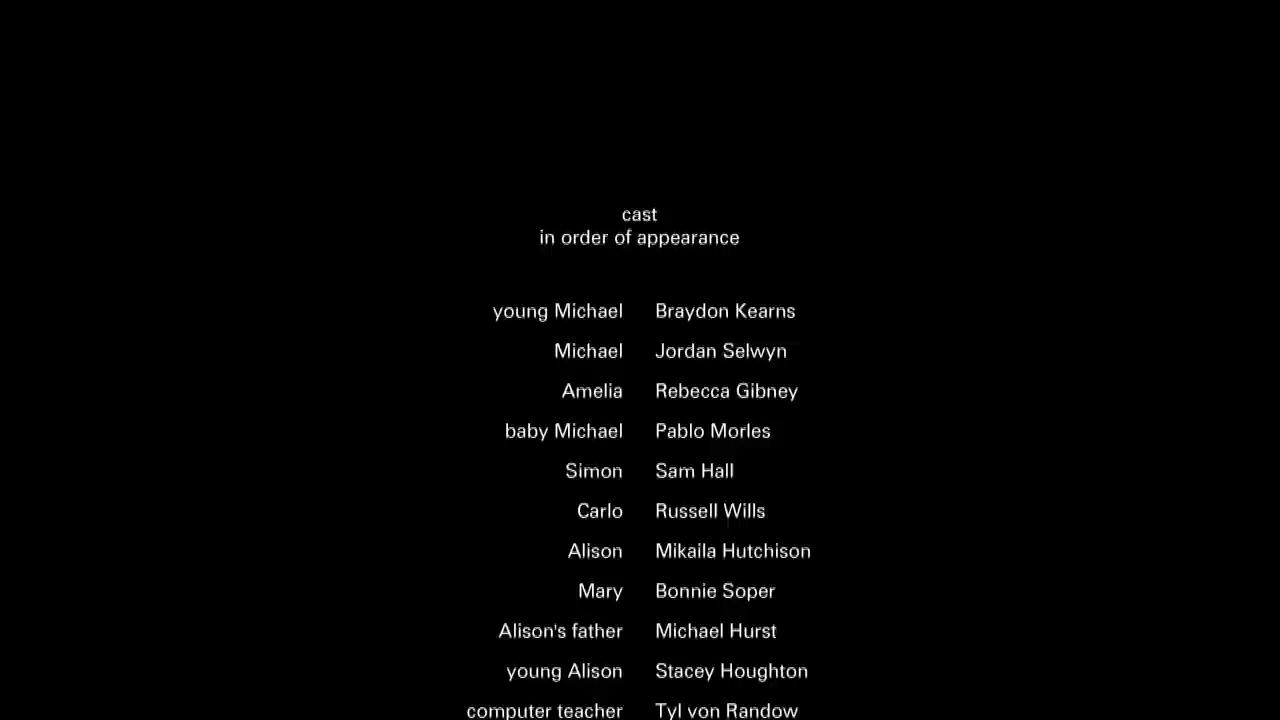 cast
in order of appearance
young Michael Braydon Kearns
Michael Jordan Selwyn
Amelia Rebecca Gibney
baby Michael Pablo Morles
Simon Sam Hall
Carlo Russell Wills
Alison Mikaila Hutchison
Mary Bonnie Soper
Alison's father Michael Hurst
young Alison Stacey Houghton
computer teacher Tyl von Randow